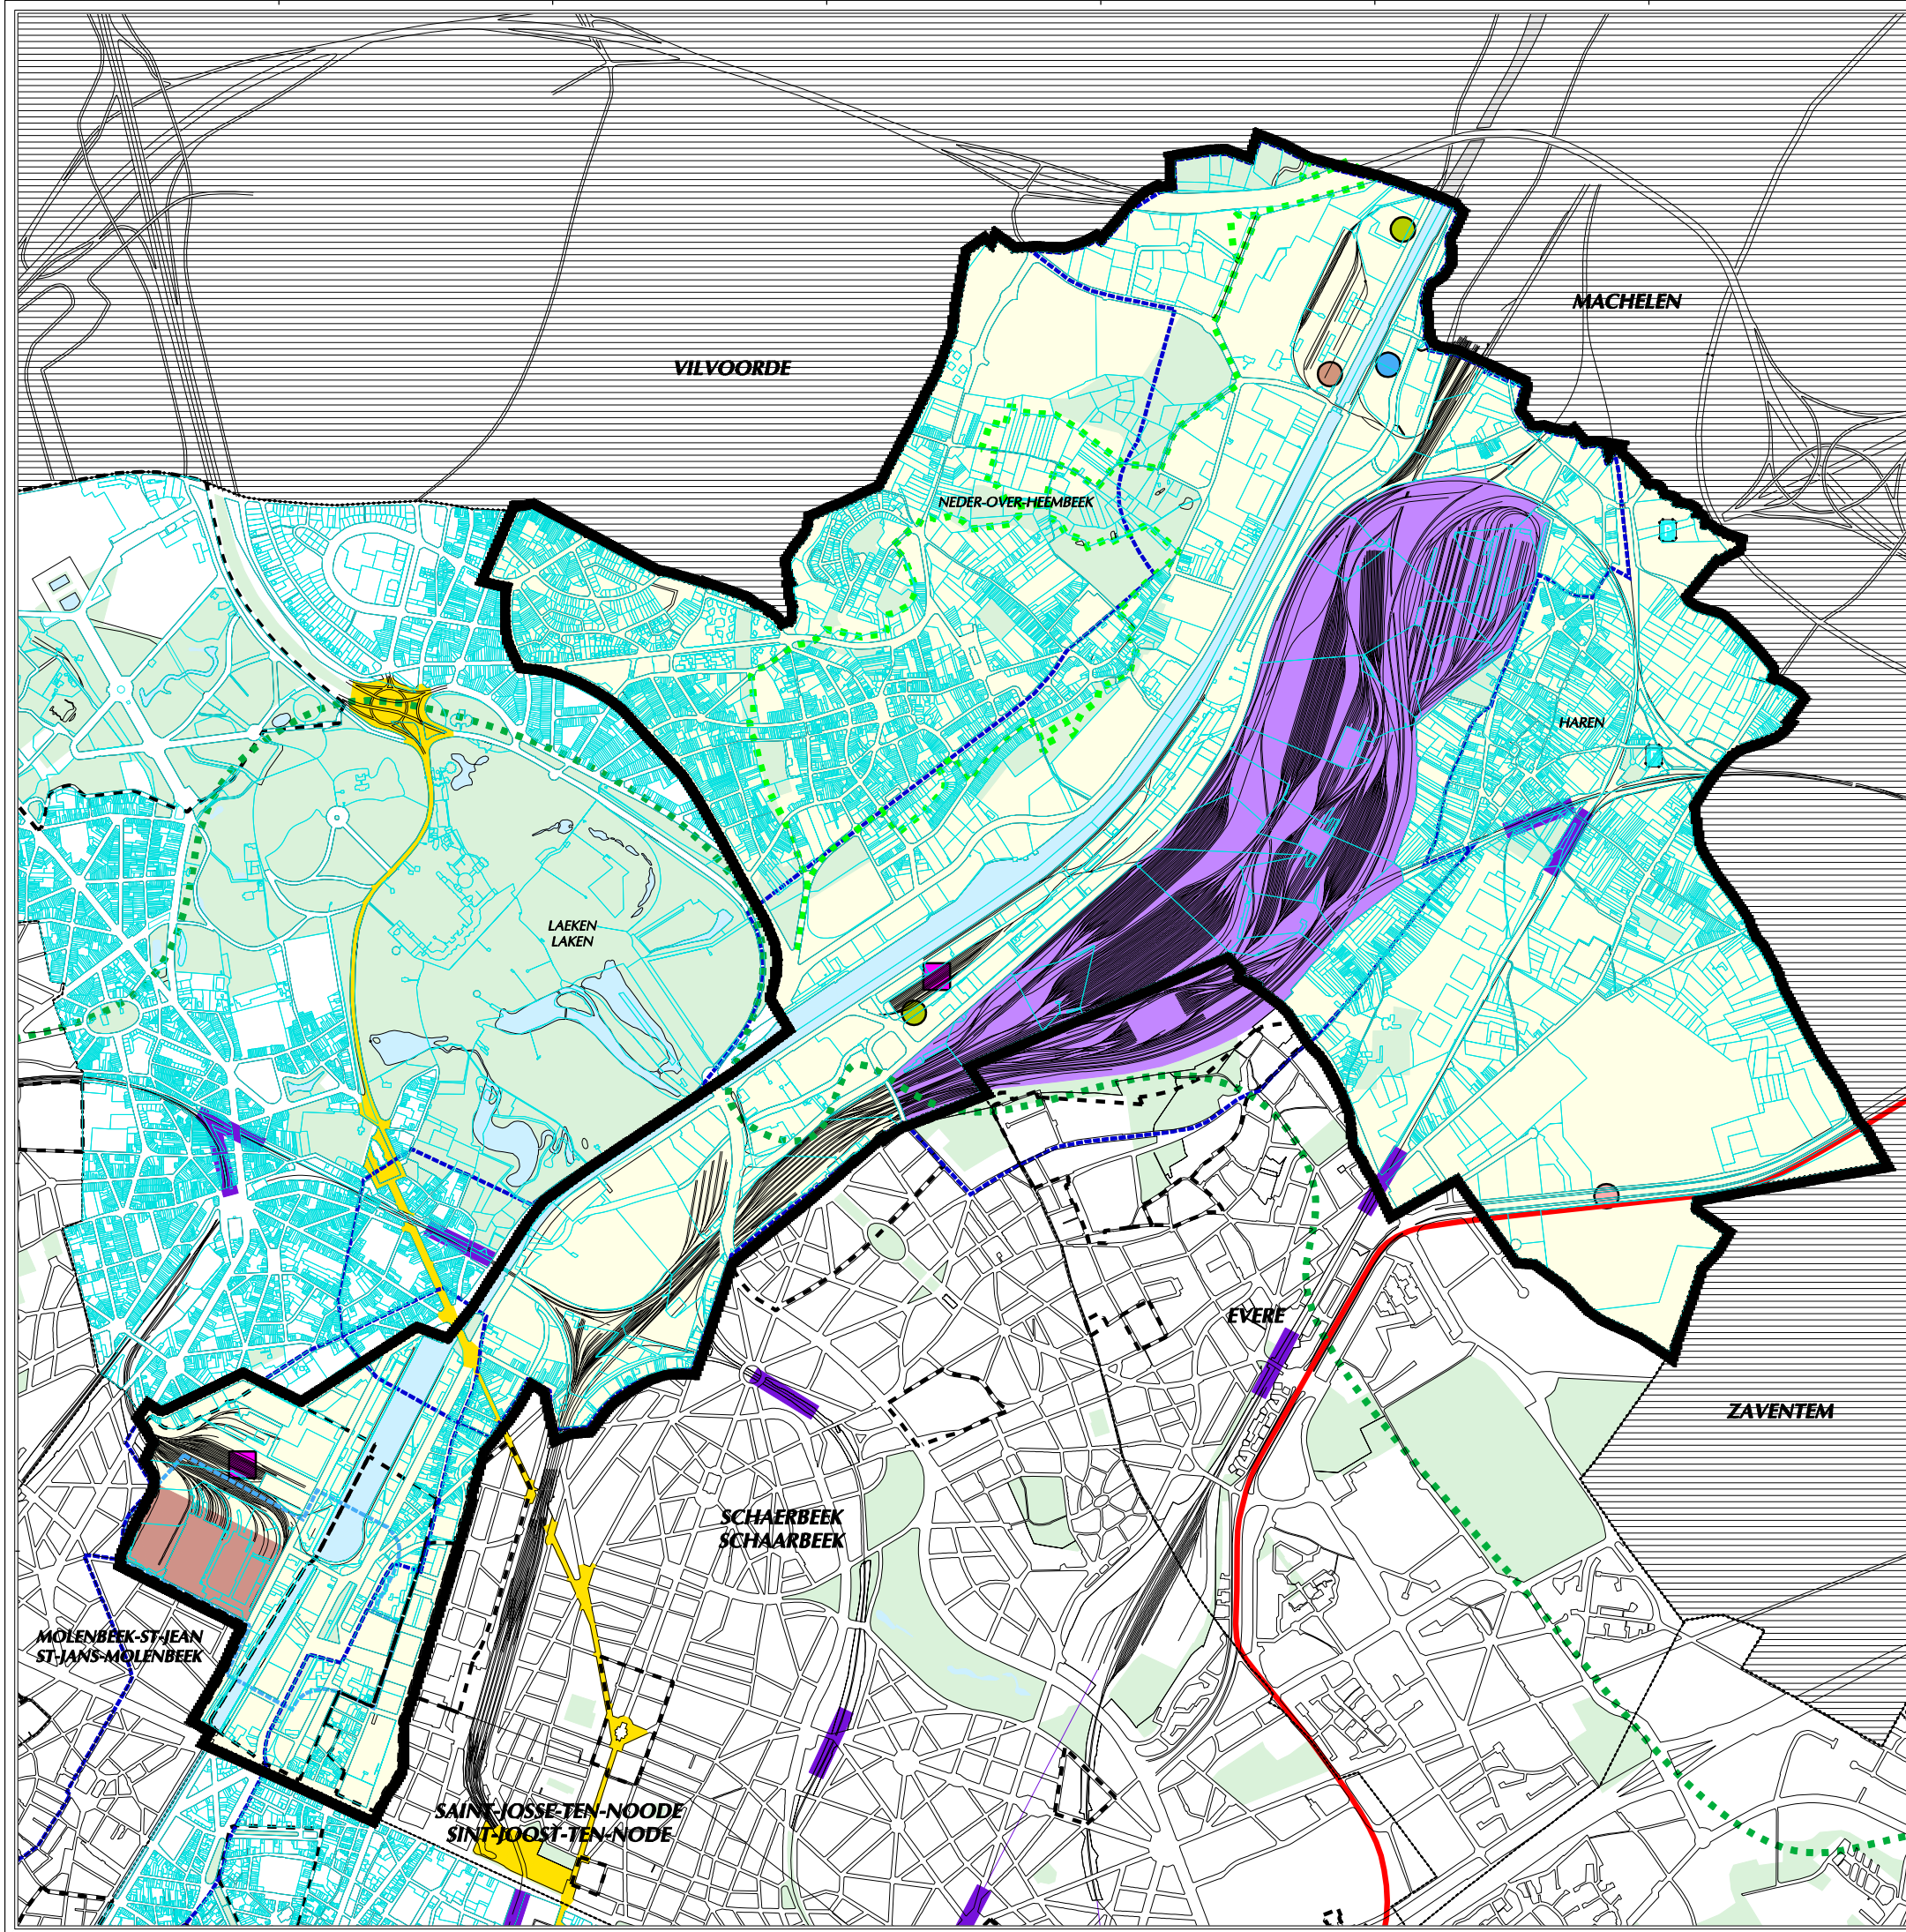 MACHELEN
VILVOORDE
NEDER-OVER-HEEMBEEK
HAREN
LAEKEN
LAKEN
EVERE
ZAVENTEM
SCHAERBEEK
SCHAARBEEK
MOLENBEEK-ST-JEAN
ST-JANS-MOLENBEEK
SAINT-JOSSE-TEN-NOODE
SINT-JOOST-TEN-NODE